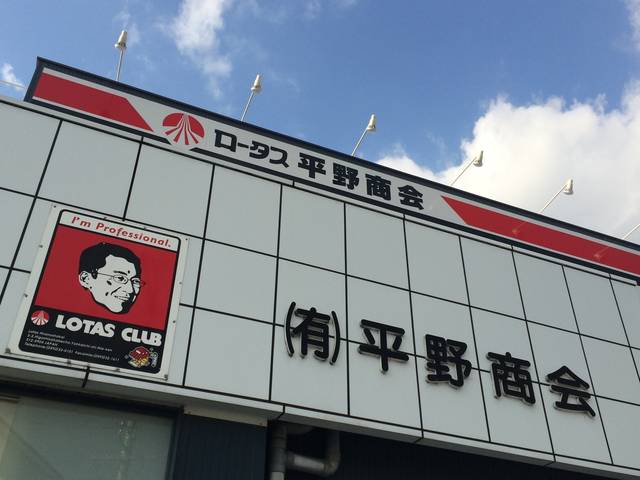 ロータス 平野商会
I'm Professional.
LOTAS CLUB
(有)平野商会